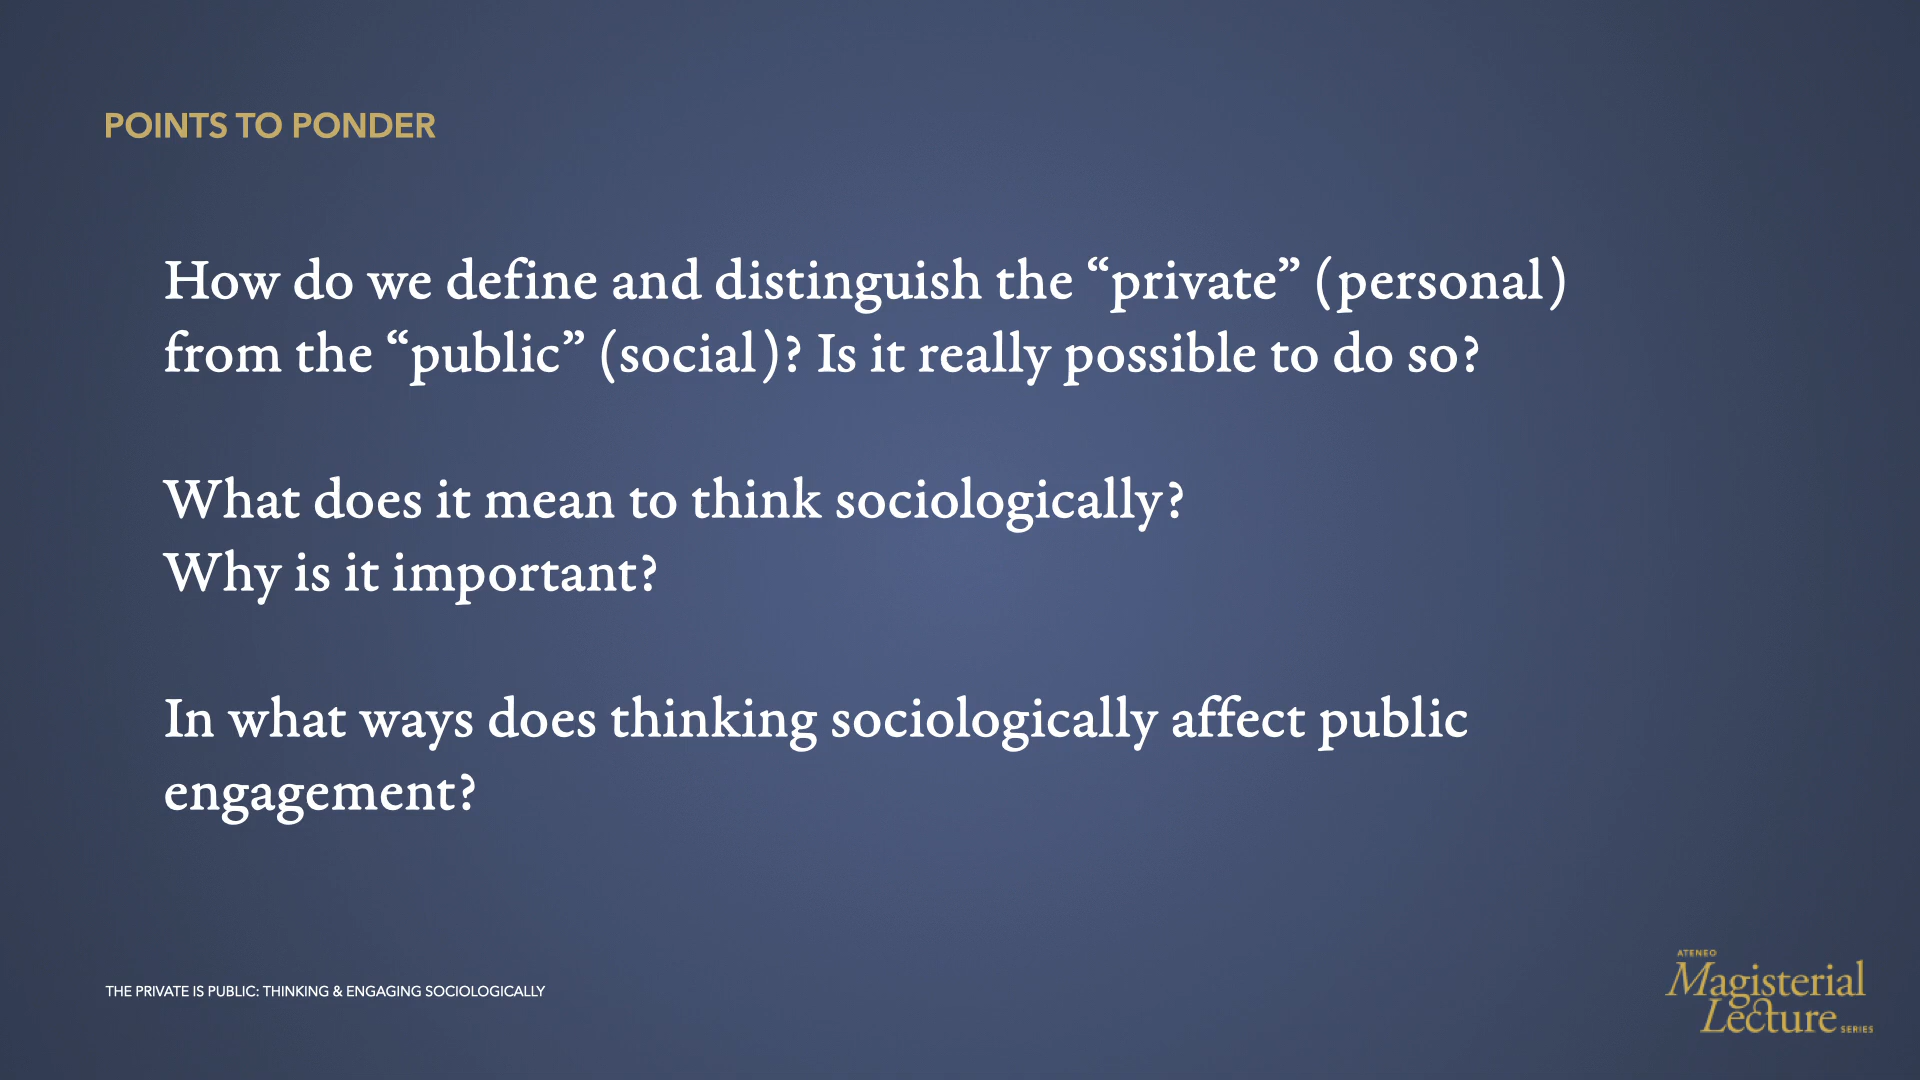 POINTS TO PONDER
How do we define and distinguish the “private” (personal)
from the “public” (social)? Is it really possible to do so?
What does it mean to think sociologically?
Why is it important?
In what ways does thinking sociologically affect public
engagement?
THE PRIVATE IS PUBLIC: THINKING & ENGAGING SOCIOLOGICALLY
ATENEO
Magisterial
Lecture SERIES